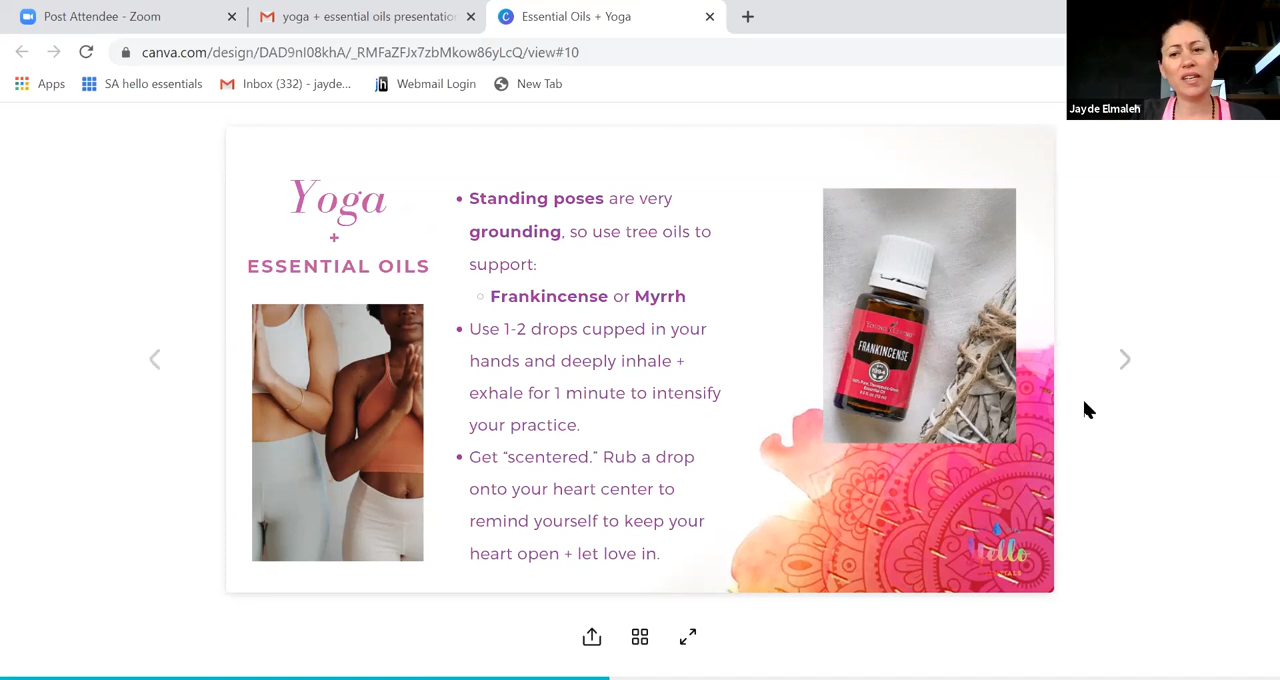 Post Attendee - Zoom
yoga + essential oils presentatio
Essential Oils + Yoga
canva.com/design/DAD9nI08khA/_RMFaZFJx7zbMkow86yLcQ/view#10
Apps
SA hello essentials
Inbox (332) - jayde...
Webmail Login
New Tab
Jayde Elmaleh
Yoga
+
ESSENTIAL OILS
• Standing poses are very
grounding, so use tree oils to
support:
○ Frankincense or Myrrh
• Use 1-2 drops cupped in your
hands and deeply inhale +
exhale for 1 minute to intensify
your practice.
• Get “scentered.” Rub a drop
onto your heart center to
remind yourself to keep your
heart open + let love in.
YOUNG LIVING
FRANKINCENSE
hello